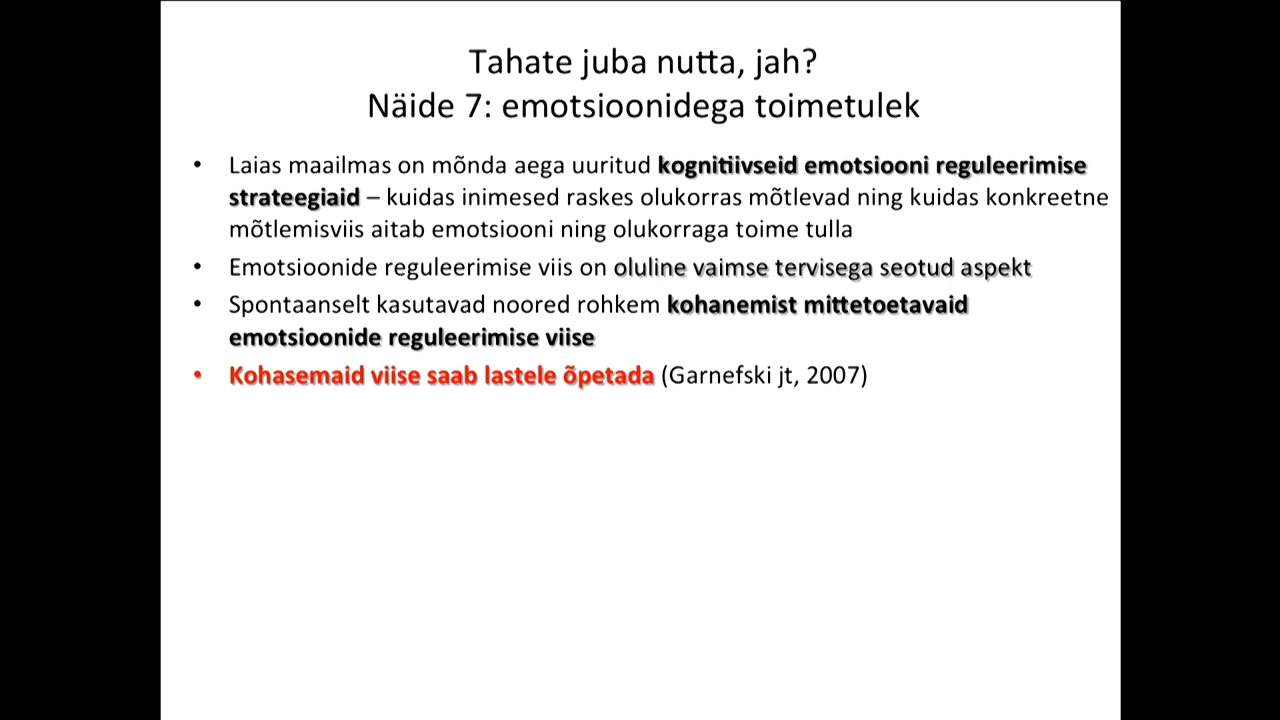 Tahate juba nutta, jah?
Näide 7: emotsioonidega toimetulek
• Laias maailmas on mõnda aega uuritud kognitiivseid emotsiooni reguleerimise
strateegiaid – kuidas inimesed raskes olukorras mõtlevad ning kuidas konkreetne
mõtlemisviis aitab emotsiooni ning olukorraga toime tulla
• Emotsioonide reguleerimise viis on oluline vaimse tervisega seotud aspekt
• Spontaanselt kasutavad noored rohkem kohanemist mittetoetavaid
emotsioonide reguleerimise viise
• Kohasemaid viise saab lastele õpetada (Garnefski jt, 2007)